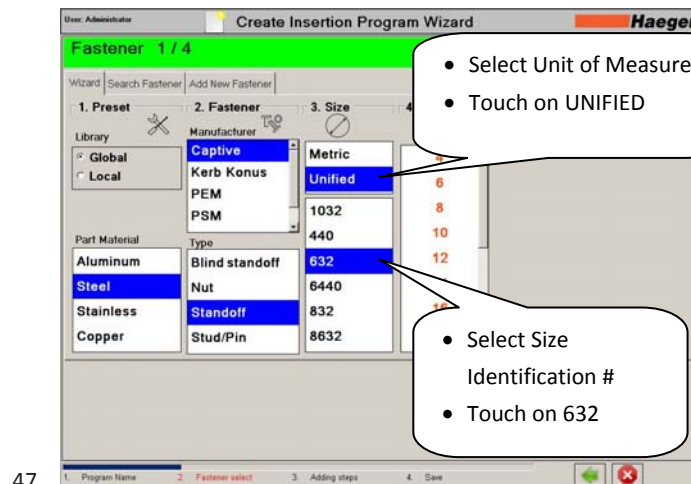 User: Administrator
Create Insertion Program Wizard
Haeger
Fastener 1 / 4
Wizard
Search Fastener
Add New Fastener
1. Preset
2. Fastener
3. Size
4
Library
Global
Local
Manufacturer
Captive
Kerb Konus
PEM
PSM
Metric
Unified
4
6
8
10
12
16
1032
440
632
6440
832
8632
Part Material
Aluminum
Steel
Stainless
Copper
Type
Blind standoff
Nut
Standoff
Stud/Pin
• Select Unit of Measure
• Touch on UNIFIED
• Select Size
Identification #
• Touch on 632
47
1. Program Name
2. Fastener select
3. Adding steps
4. Save